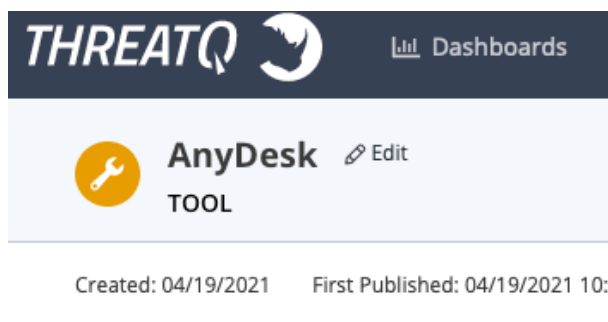 THREATQ Dashboards
AnyDesk Edit
TOOL
Created: 04/19/2021 First Published: 04/19/2021 10: